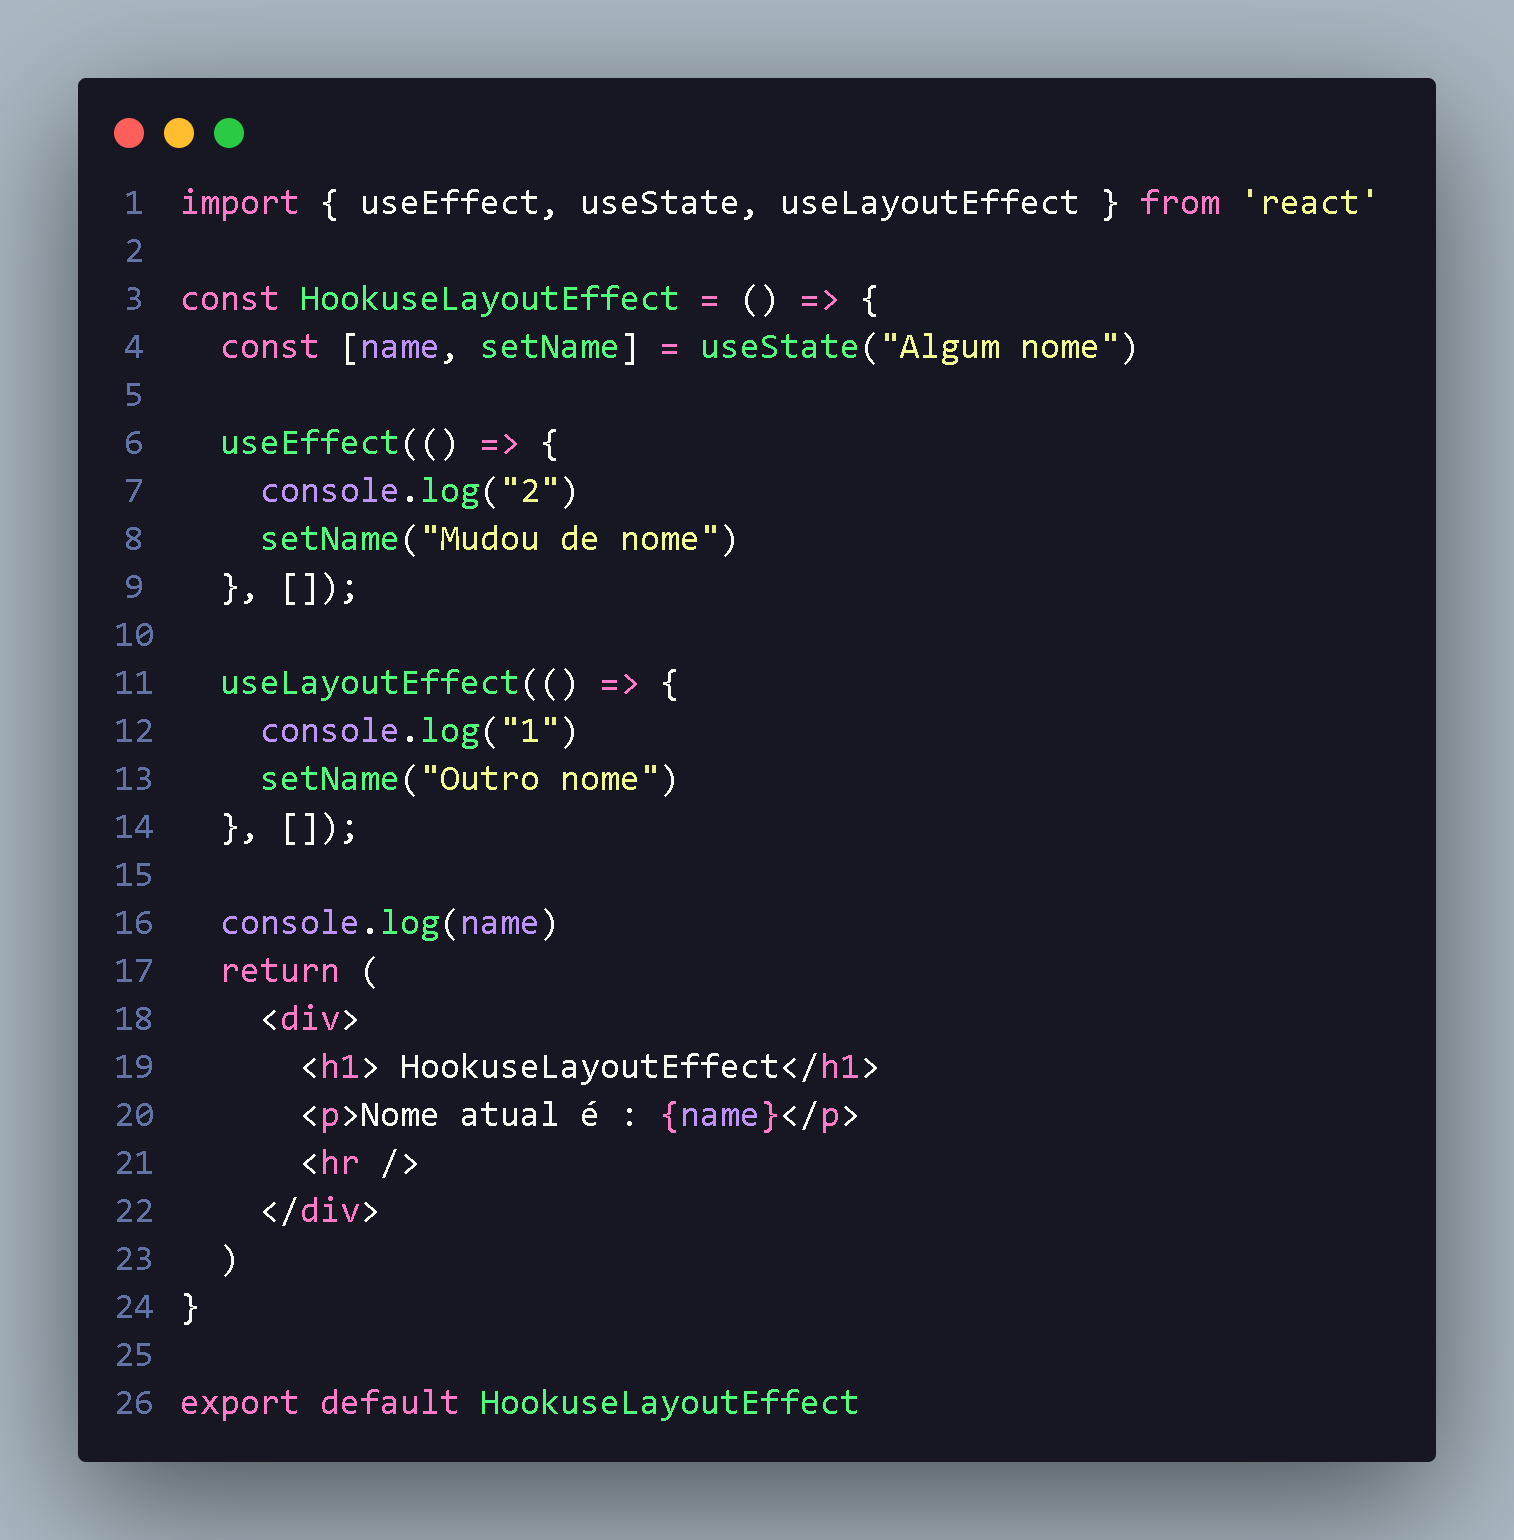 1 import { useEffect, useState, useLayoutEffect } from 'react'
2
3 const HookuseLayoutEffect = () => {
4   const [name, setName] = useState("Algum nome")
5
6   useEffect(() => {
7     console.log("2")
8     setName("Mudou de nome")
9   }, []);
10
11   useLayoutEffect(() => {
12     console.log("1")
13     setName("Outro nome")
14   }, []);
15
16   console.log(name)
17   return (
18     <div>
19       <h1> HookuseLayoutEffect</h1>
20       <p>Nome atual é : {name}</p>
21       <hr />
22     </div>
23   )
24 }
25
26 export default HookuseLayoutEffect